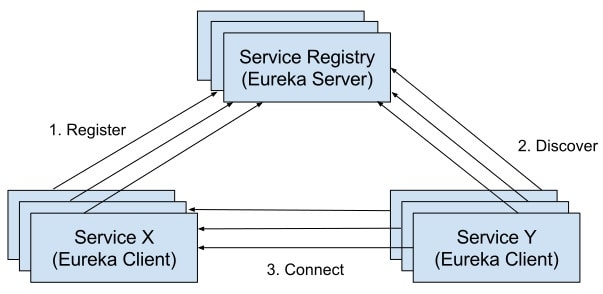 Service Registry
(Eureka Server)
1. Register
2. Discover
Service X
(Eureka Client)
Service Y
(Eureka Client)
3. Connect